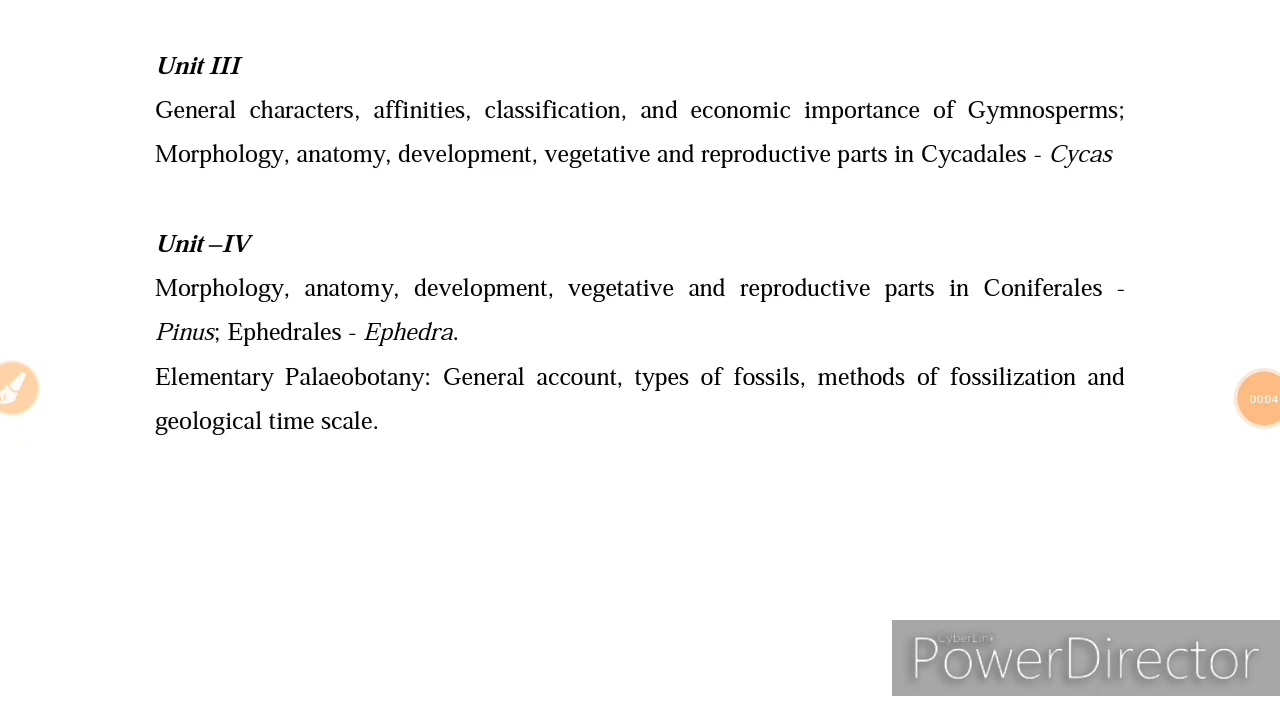 Unit III
General characters, affinities, classification, and economic importance of Gymnosperms;
Morphology, anatomy, development, vegetative and reproductive parts in Cycadales - Cycas
Unit –IV
Morphology, anatomy, development, vegetative and reproductive parts in Coniferales -
Pinus; Ephedrales - Ephedra.
Elementary Palaeobotany: General account, types of fossils, methods of fossilization and
geological time scale.
00:04
CyberLink
PowerDirector